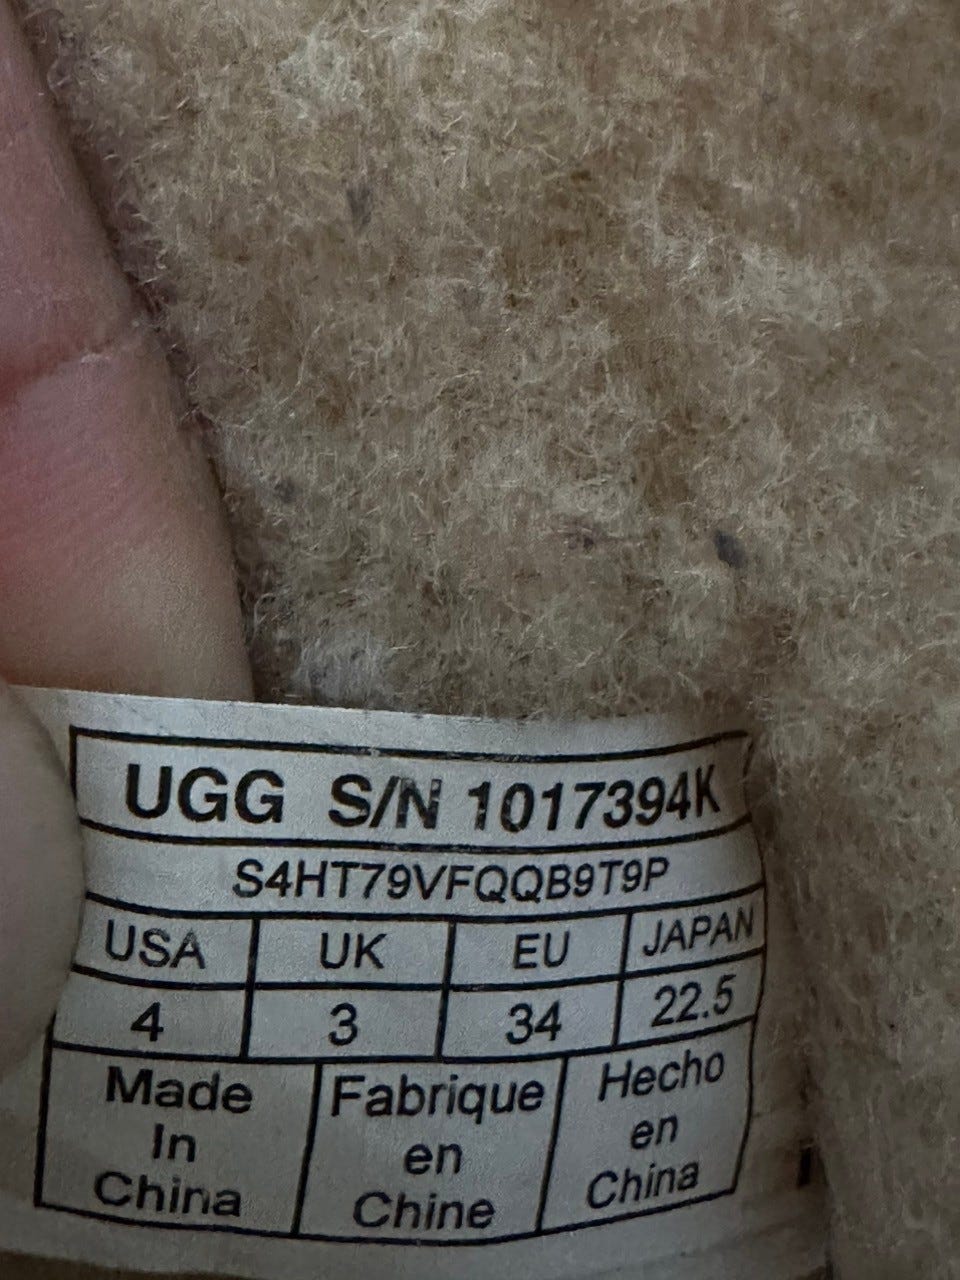 UGG S/N 1017394K
S4HT79VFQQB9T9P
USA UK EU JAPAN
4 3 34 22.5
Made In China
Fabrique en Chine
Hecho en China